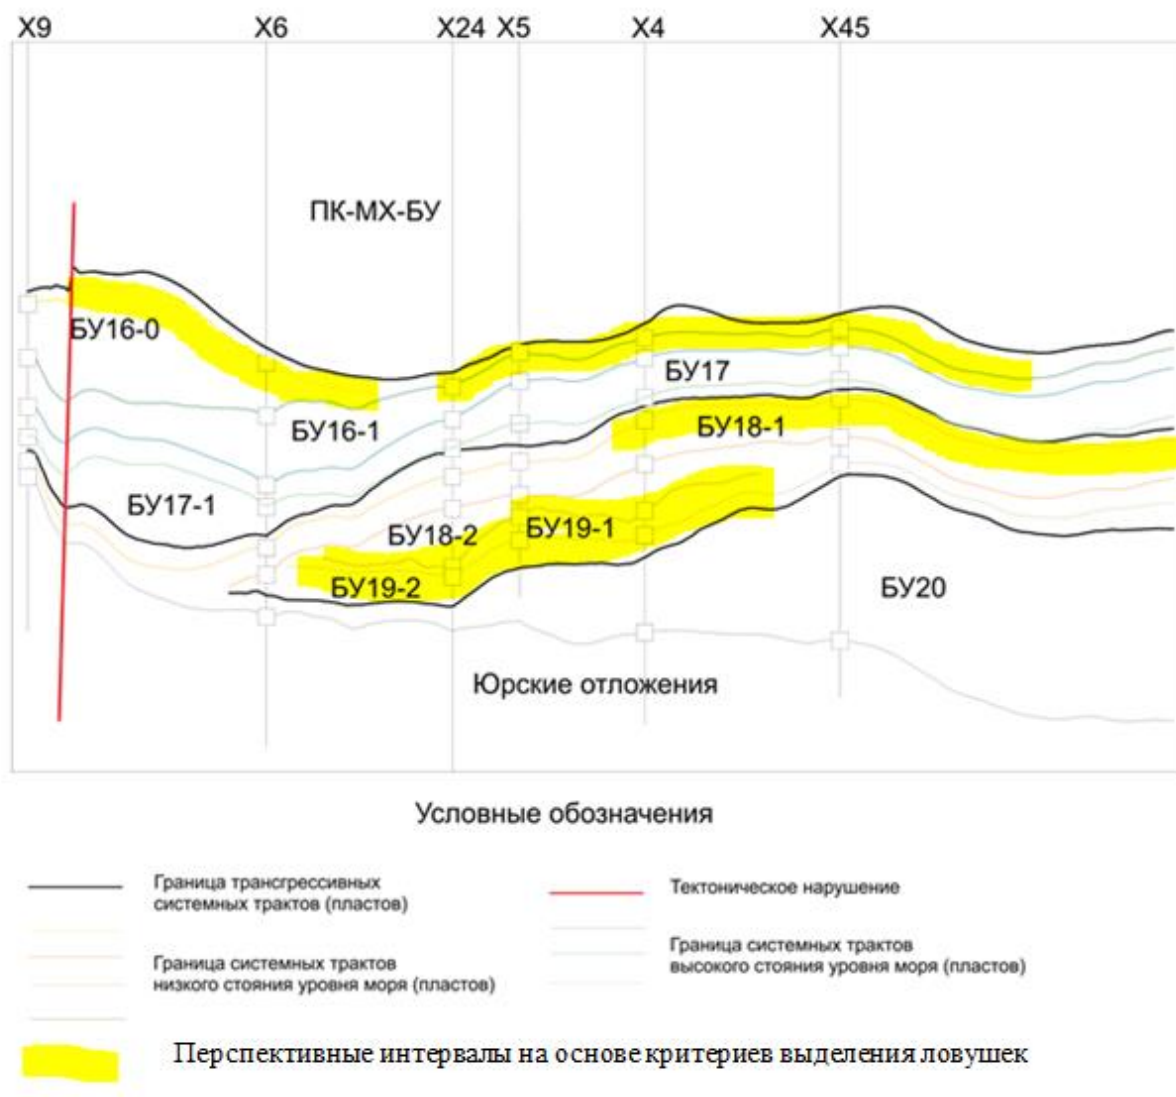 X9 X6 X24 X5 X4 X45
ПК-МХ-БУ
БУ16-0
БУ17
БУ16-1
БУ18-1
БУ17-1
БУ18-2
БУ19-1
БУ19-2
БУ20
Юрские отложения
Условные обозначения
Граница трансгрессивных
системных трактов (пластов)
Тектоническое нарушение
Граница системных трактов
низкого стояния уровня моря (пластов)
Граница системных трактов
высокого стояния уровня моря (пластов)
Перспективные интервалы на основе критериев выделения ловушек